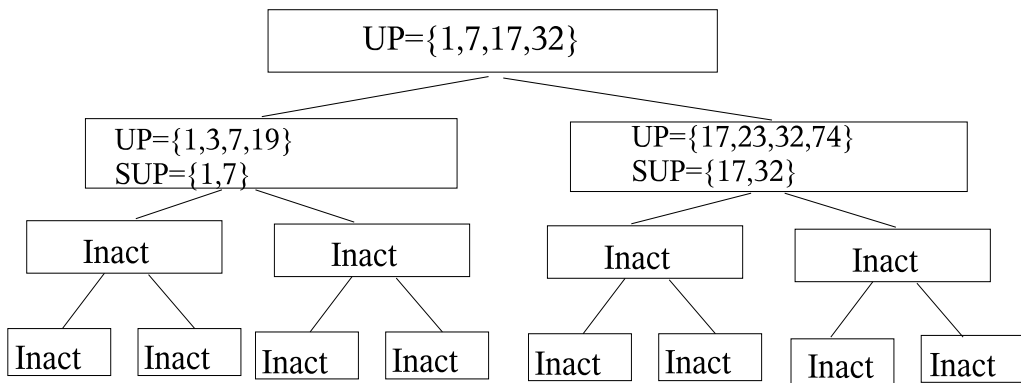 UP={1,7,17,32}
UP={1,3,7,19}
SUP={1,7}
UP={17,23,32,74}
SUP={17,32}
Inact
Inact
Inact
Inact
Inact
Inact
Inact
Inact
Inact
Inact
Inact
Inact